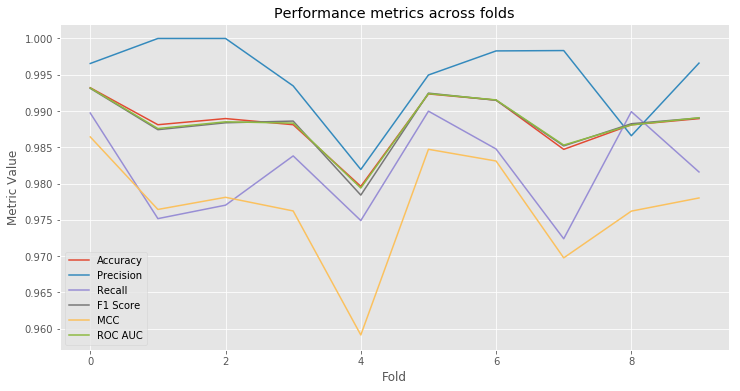 Performance metrics across folds
1.000
0.995
0.990
0.985
0.980
0.975
0.970
0.965
0.960
Metric Value
Accuracy
Precision
Recall
F1 Score
MCC
ROC AUC
0 2 4 6 8
Fold